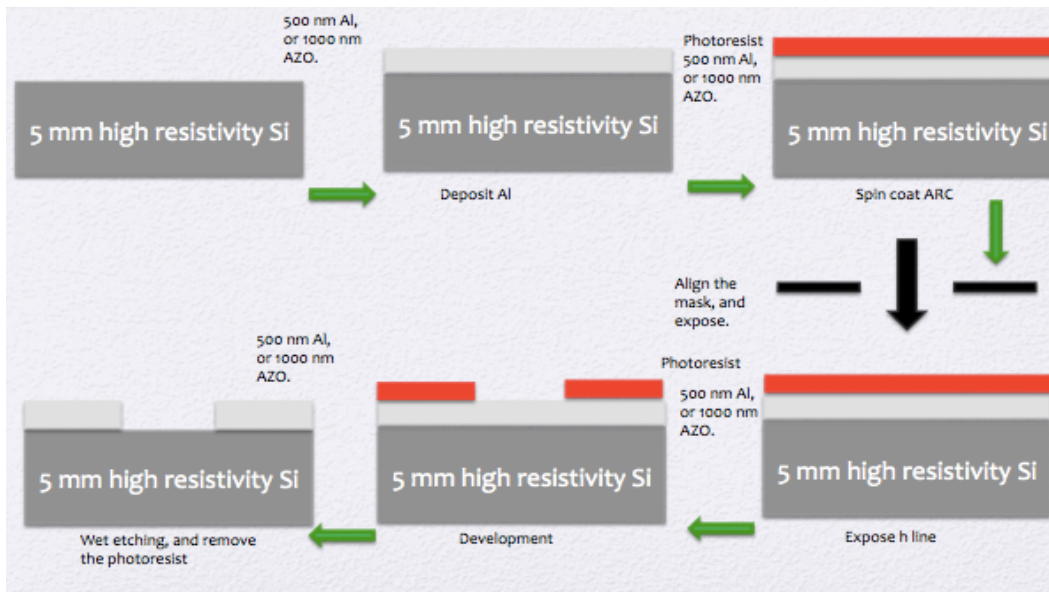 5 mm high resistivity Si
500 nm Al,
or 1000 nm
AZO.
5 mm high resistivity Si
Deposit Al
Photoresist
500 nm Al,
or 1000 nm
AZO.
5 mm high resistivity Si
Spin coat ARC
Align the
mask, and
expose.
Photoresist
500 nm Al,
or 1000 nm
AZO.
5 mm high resistivity Si
Expose h line
5 mm high resistivity Si
Development
500 nm Al,
or 1000 nm
AZO.
5 mm high resistivity Si
Wet etching, and remove
the photoresist